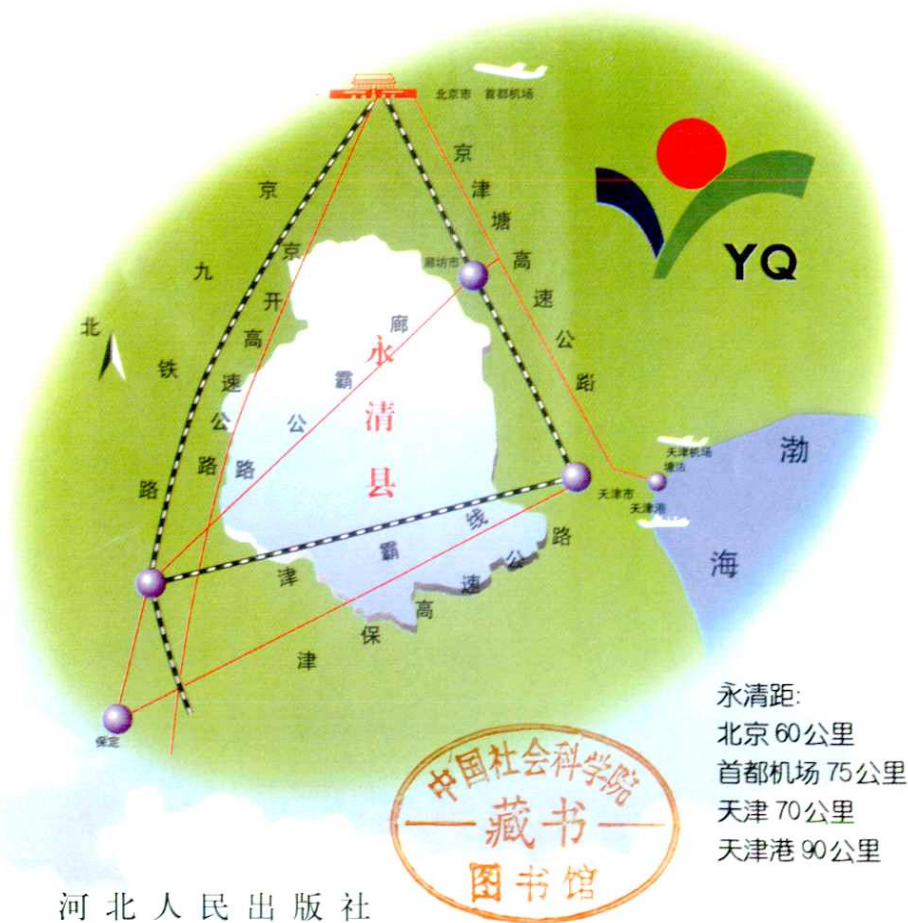 北京市 首都机场
京九铁路
京开高速公路
京津塘高速公路
廊坊市
YQ
北
廊霸公路
永清县
天津机场
塘沽
天津市
天津港
渤海
津霸线
津保高速公路
保定
永清距:
北京60公里
首都机场75公里
天津70公里
天津港90公里
中国社会科学院
藏书
图书馆
河北人民出版社